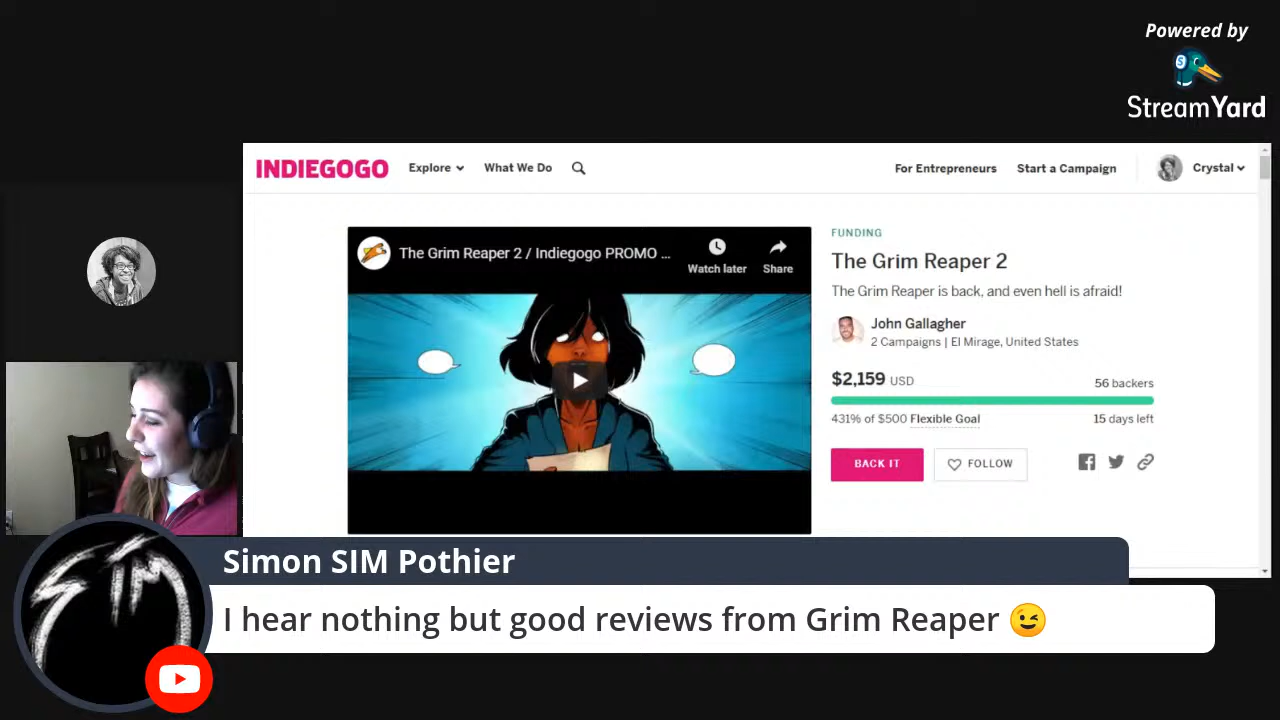 Powered by
StreamYard
INDIEGOGO Explore What We Do For Entrepreneurs Start a Campaign Crystal
The Grim Reaper 2 / Indiegogo PROMO ...
Watch later Share
FUNDING
The Grim Reaper 2
The Grim Reaper is back, and even hell is afraid!
John Gallagher
2 Campaigns | El Mirage, United States
$2,159 USD 56 backers
431% of $500 Flexible Goal 15 days left
BACK IT FOLLOW
SIM
Simon SIM Pothier
I hear nothing but good reviews from Grim Reaper 😉